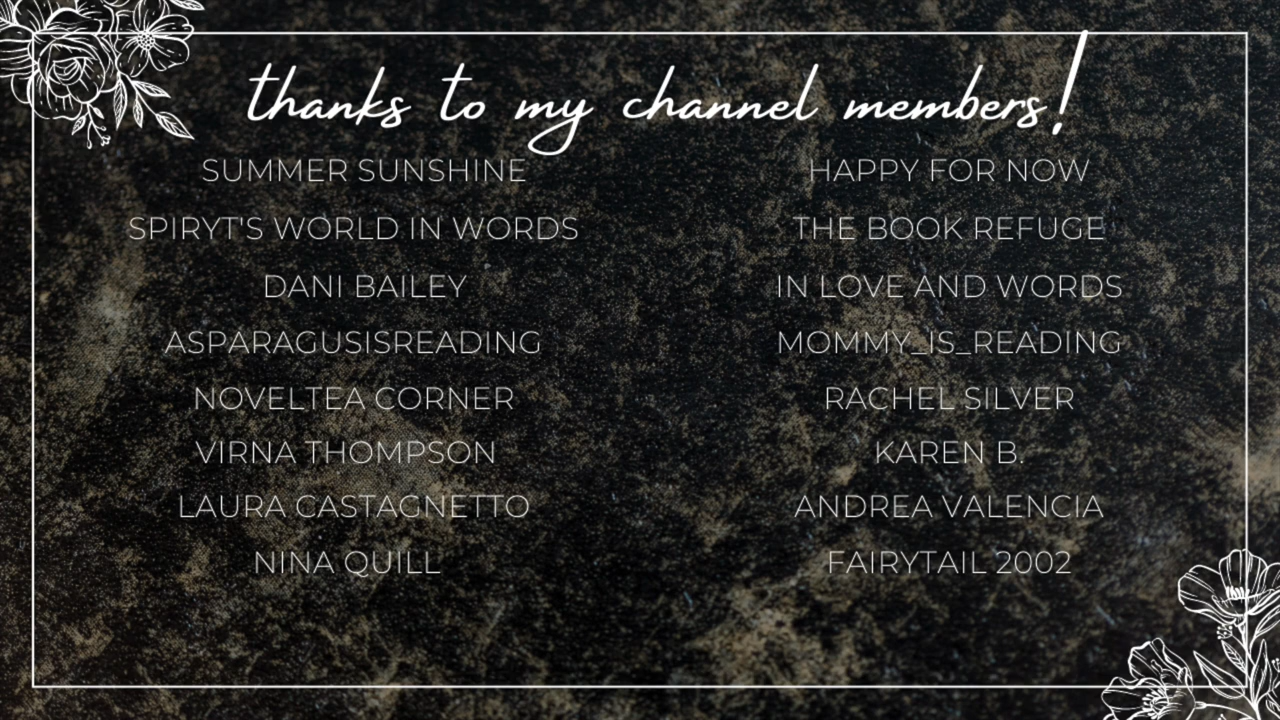 thanks to my channel members!
SUMMER SUNSHINE
SPIRYT'S WORLD IN WORDS
DANI BAILEY
ASPARAGUSISREADING
NOVELTEA CORNER
VIRNA THOMPSON
LAURA CASTAGNETTO
NINA QUILL
HAPPY FOR NOW
THE BOOK REFUGE
IN LOVE AND WORDS
MOMMY_IS_READING
RACHEL SILVER
KAREN B.
ANDREA VALENCIA
FAIRYTAIL 2002